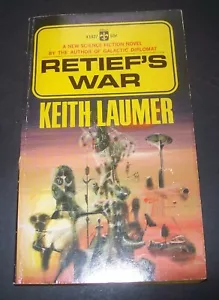 A NEW SCIENCE FICTION NOVEL
BY THE AUTHOR OF GALACTIC DIPLOMAT
RETIEF'S
WAR
KEITH LAUMER